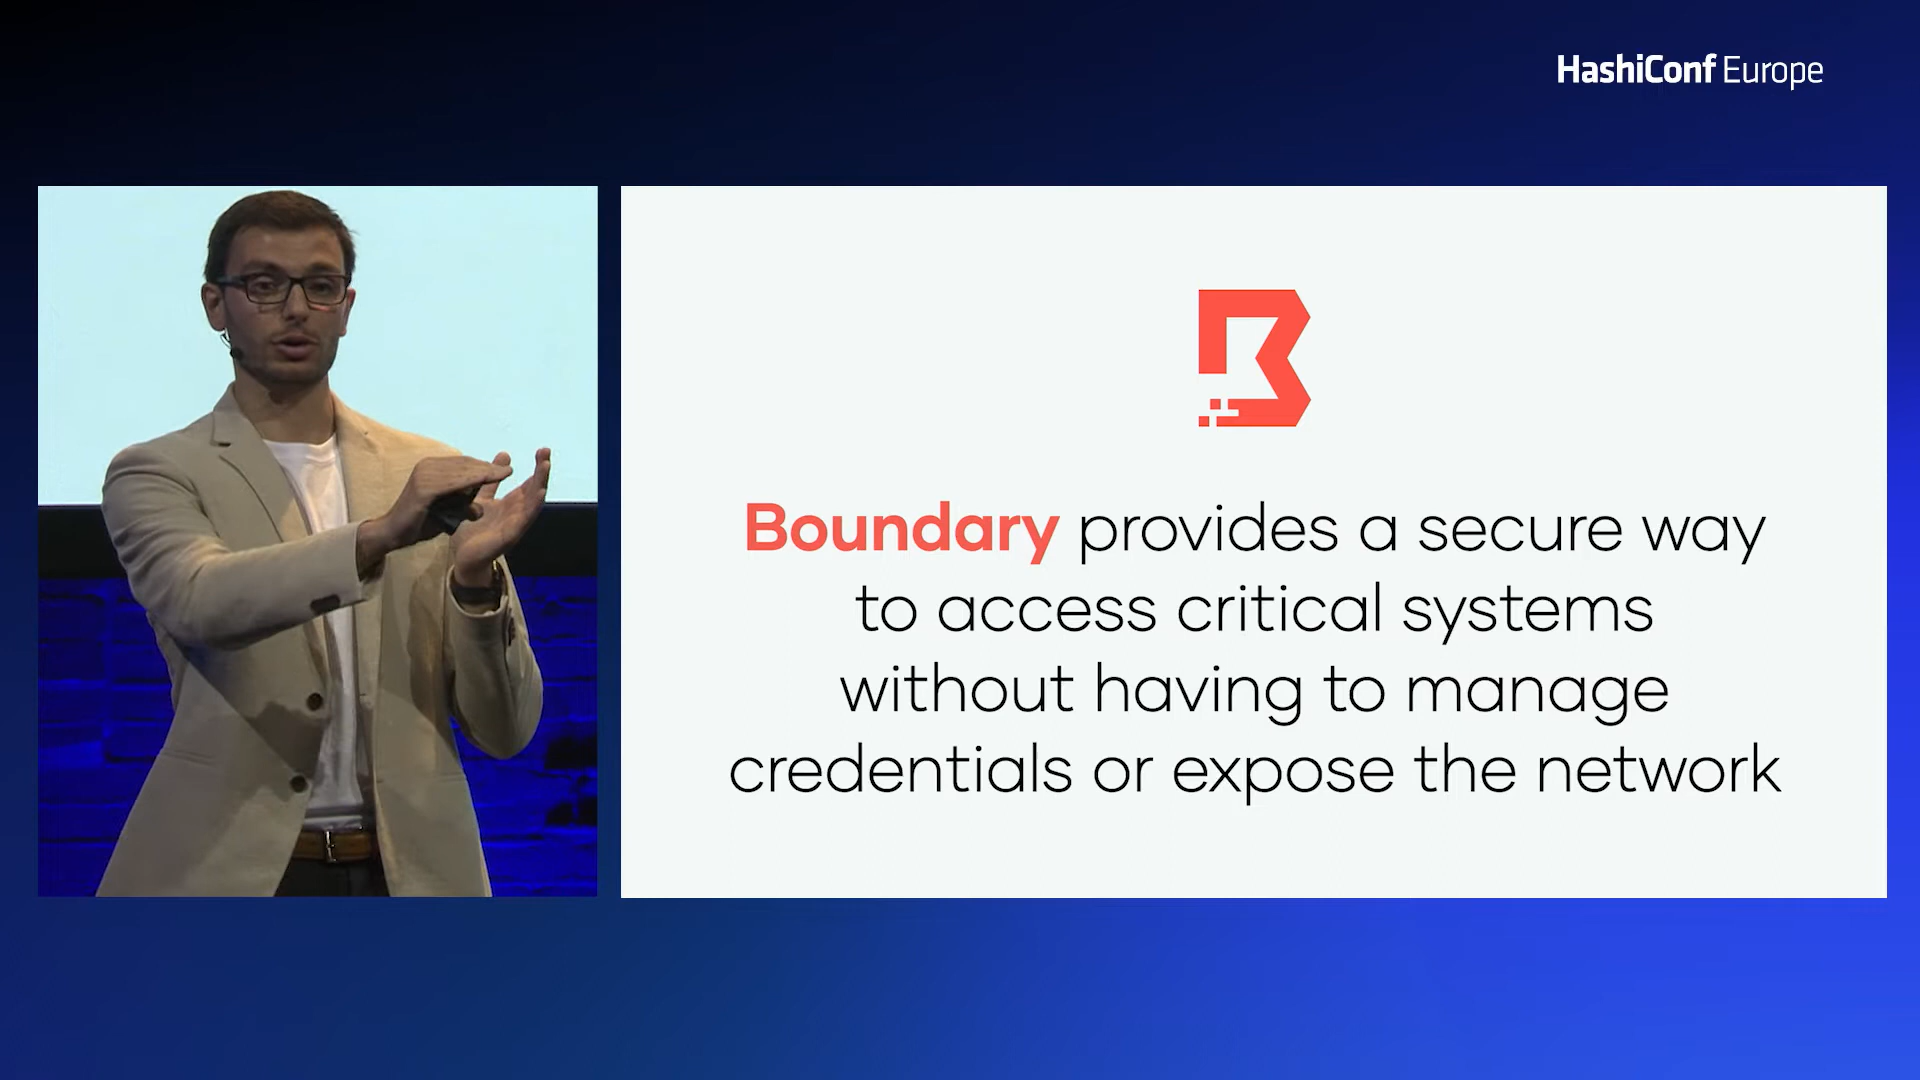 HashiConf Europe
Boundary provides a secure way
to access critical systems
without having to manage
credentials or expose the network